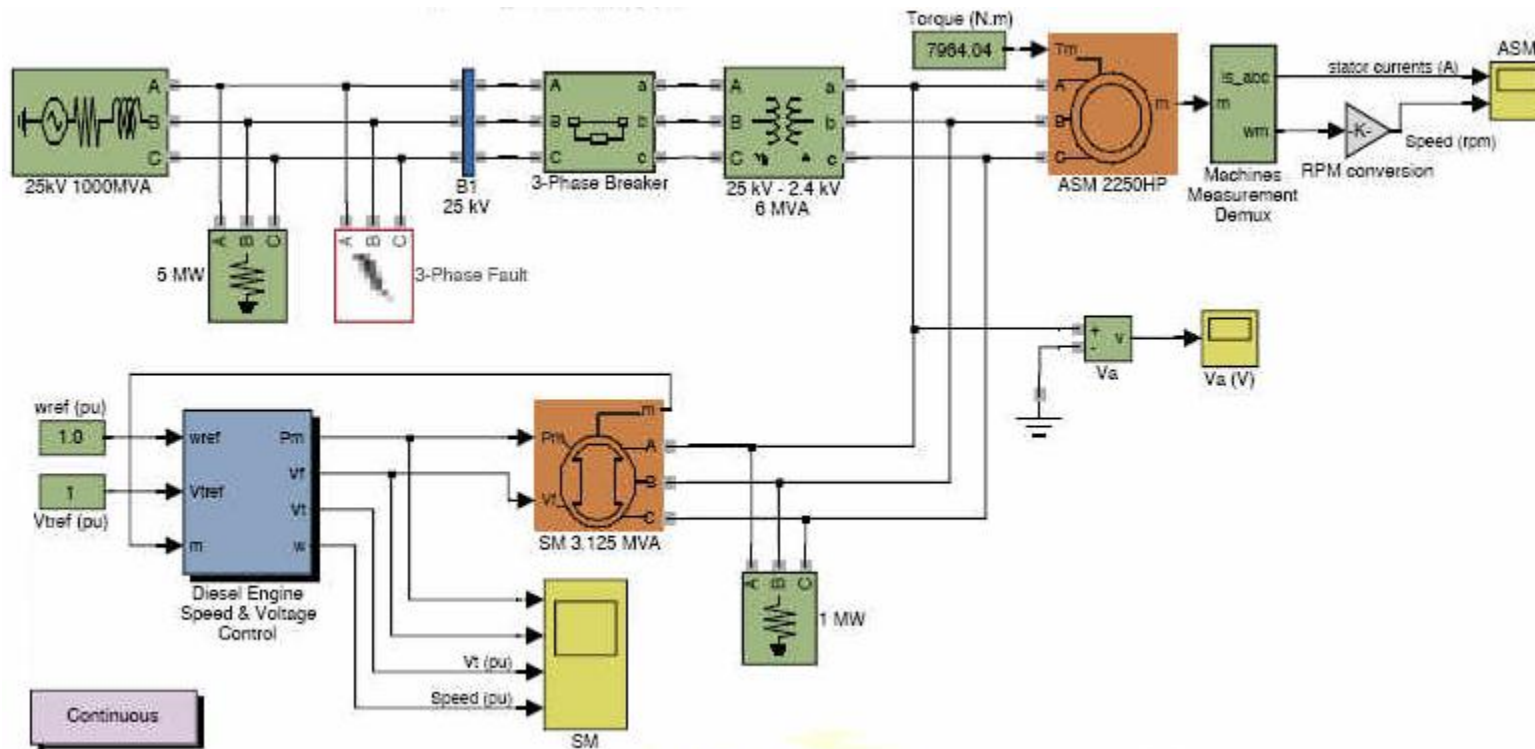 Torque (N.m)
7964.04
Tm
A
B
C
m
ASM 2250HP
is_abc
m
wm
Machines
Measurement
Demux
stator currents (A)
-K-
Speed (rpm)
RPM conversion
ASM
A
B
C
25kV 1000MVA
B1
25 kV
A
B
C
a
b
c
3-Phase Breaker
A
B
C
a
b
c
25 kV - 2.4 kV
6 MVA
A
B
C
5 MW
A
B
C
3-Phase Fault
+
-
v
Va
Va (V)
wref (pu)
1.0
1
Vtref (pu)
wref
Vtref
m
Pm
Vf
Vt
w
Diesel Engine
Speed & Voltage
Control
Pm
Vf
m
A
B
C
SM 3.125 MVA
A
B
C
1 MW
Vt (pu)
Speed (pu)
SM
Continuous